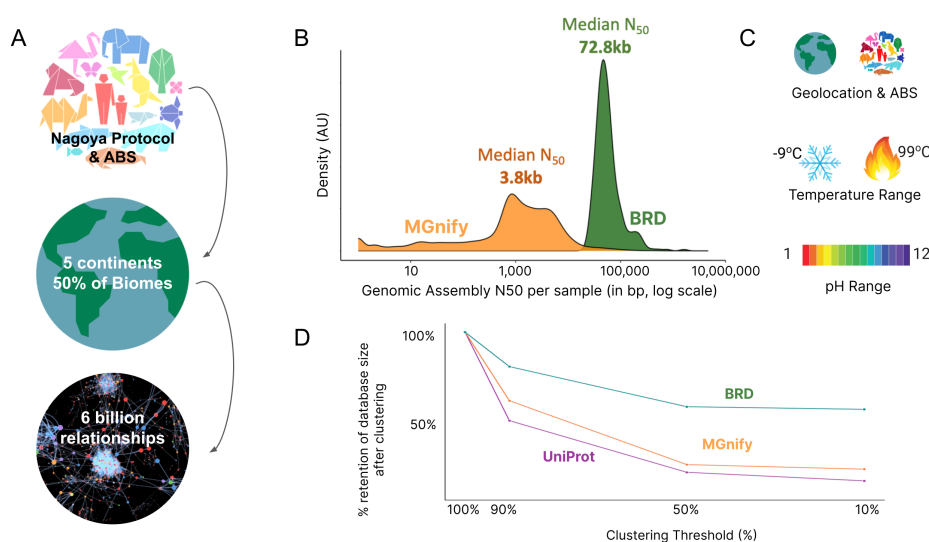 A
Nagoya Protocol
& ABS
5 continents
50% of Biomes
6 billion
relationships
B
Median N50
72.8kb
Median N50
3.8kb
MGnify
BRD
Density (AU)
10
1,000
100,000
10,000,000
Genomic Assembly N50 per sample (in bp, log scale)
C
Geolocation & ABS
-9ºC
99ºC
Temperature Range
1
12
pH Range
D
% retention of database size
after clustering
100%
50%
BRD
MGnify
UniProt
100%
90%
50%
10%
Clustering Threshold (%)